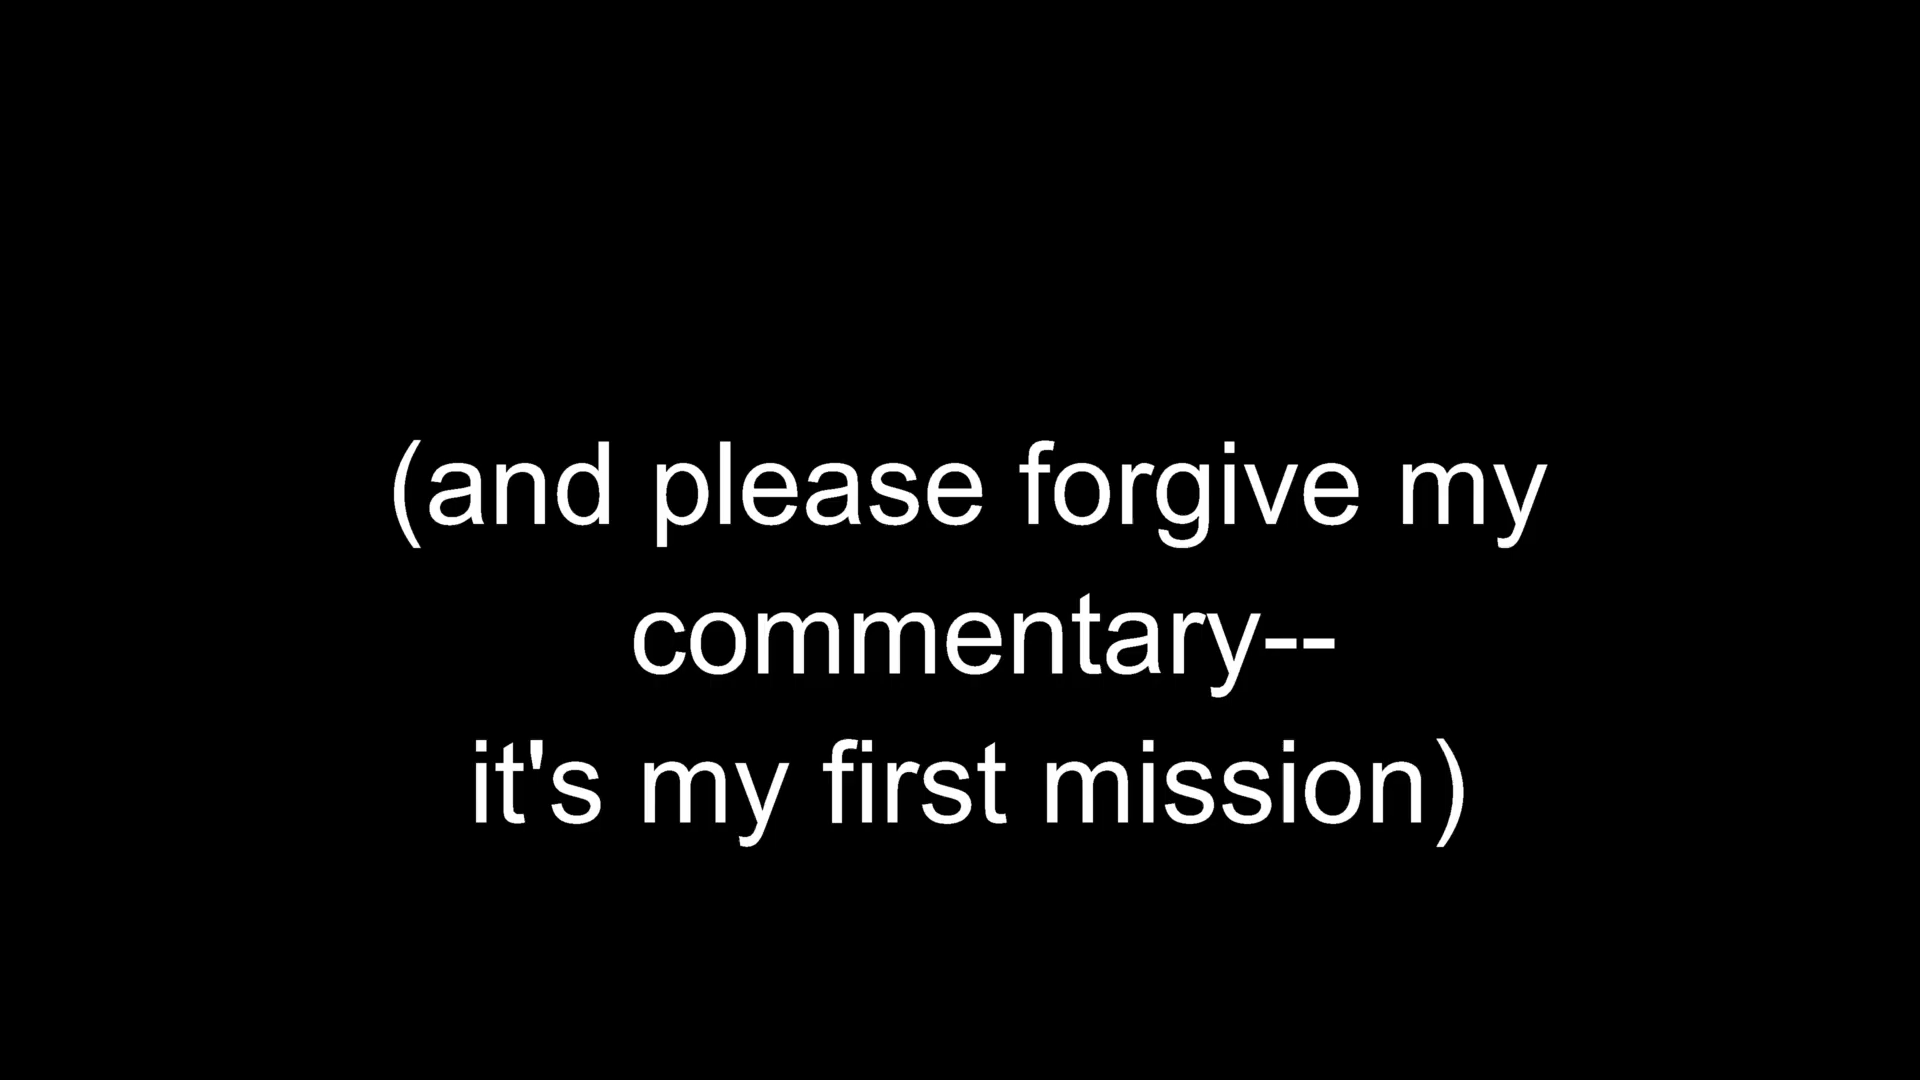 (and please forgive my
commentary--
it's my first mission)